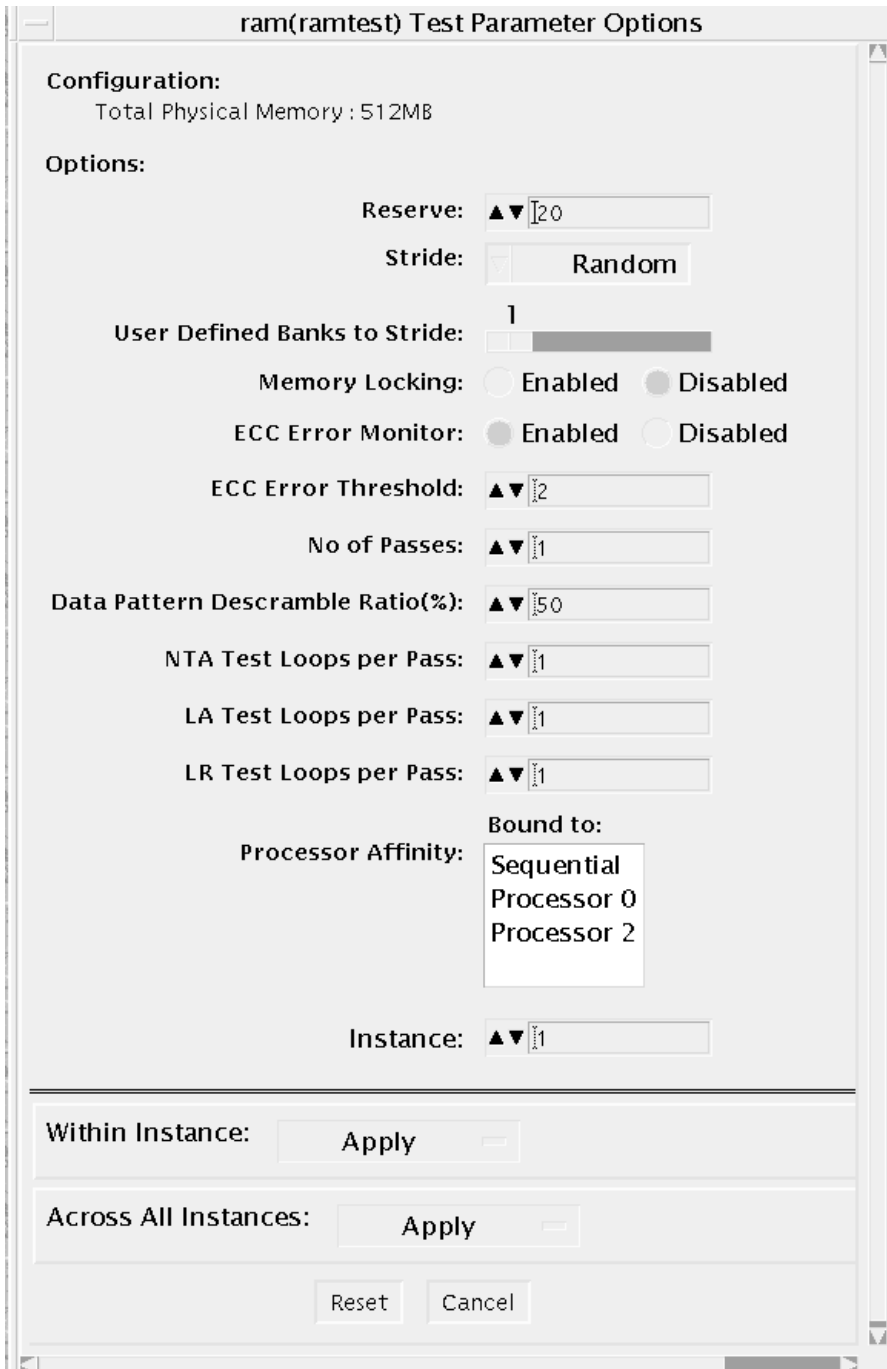 ram(ramtest) Test Parameter Options
Configuration:
Total Physical Memory : 512MB
Options:
Reserve: 20
Stride: Random
1
User Defined Banks to Stride:
Memory Locking: Enabled Disabled
ECC Error Monitor: Enabled Disabled
ECC Error Threshold: 2
No of Passes: 1
Data Pattern Descramble Ratio(%): 50
NTA Test Loops per Pass: 1
LA Test Loops per Pass: 1
LR Test Loops per Pass: 1
Bound to:
Processor Affinity:
Sequential
Processor 0
Processor 2
Instance: 1
Within Instance: Apply
Across All Instances: Apply
Reset Cancel